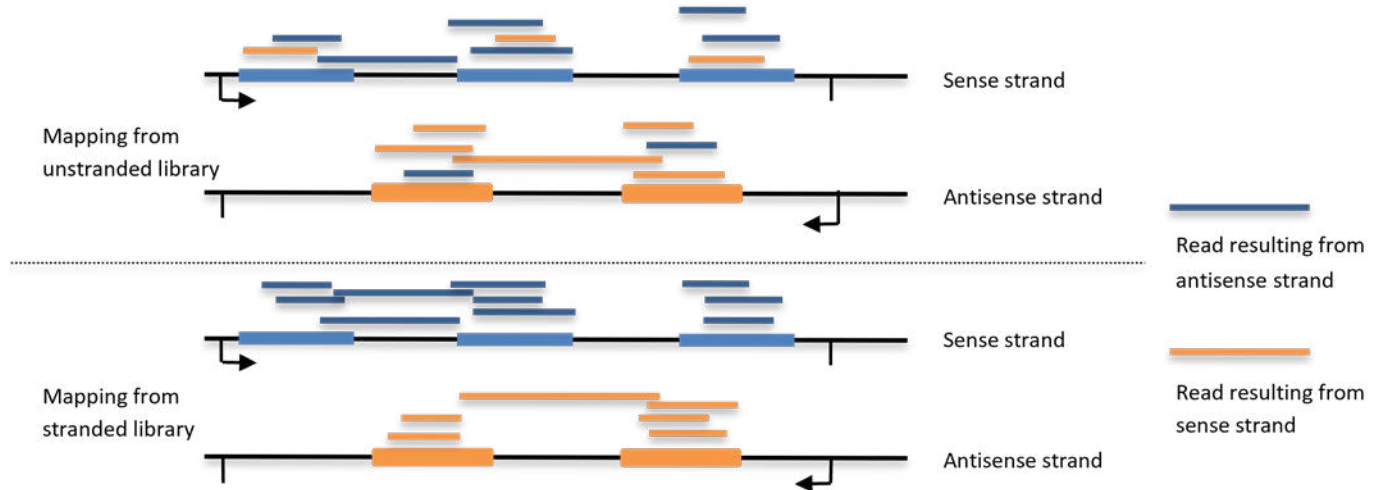 Sense strand
Mapping from
unstranded library
Antisense strand
Read resulting from
antisense strand
Sense strand
Mapping from
stranded library
Read resulting from
sense strand
Antisense strand